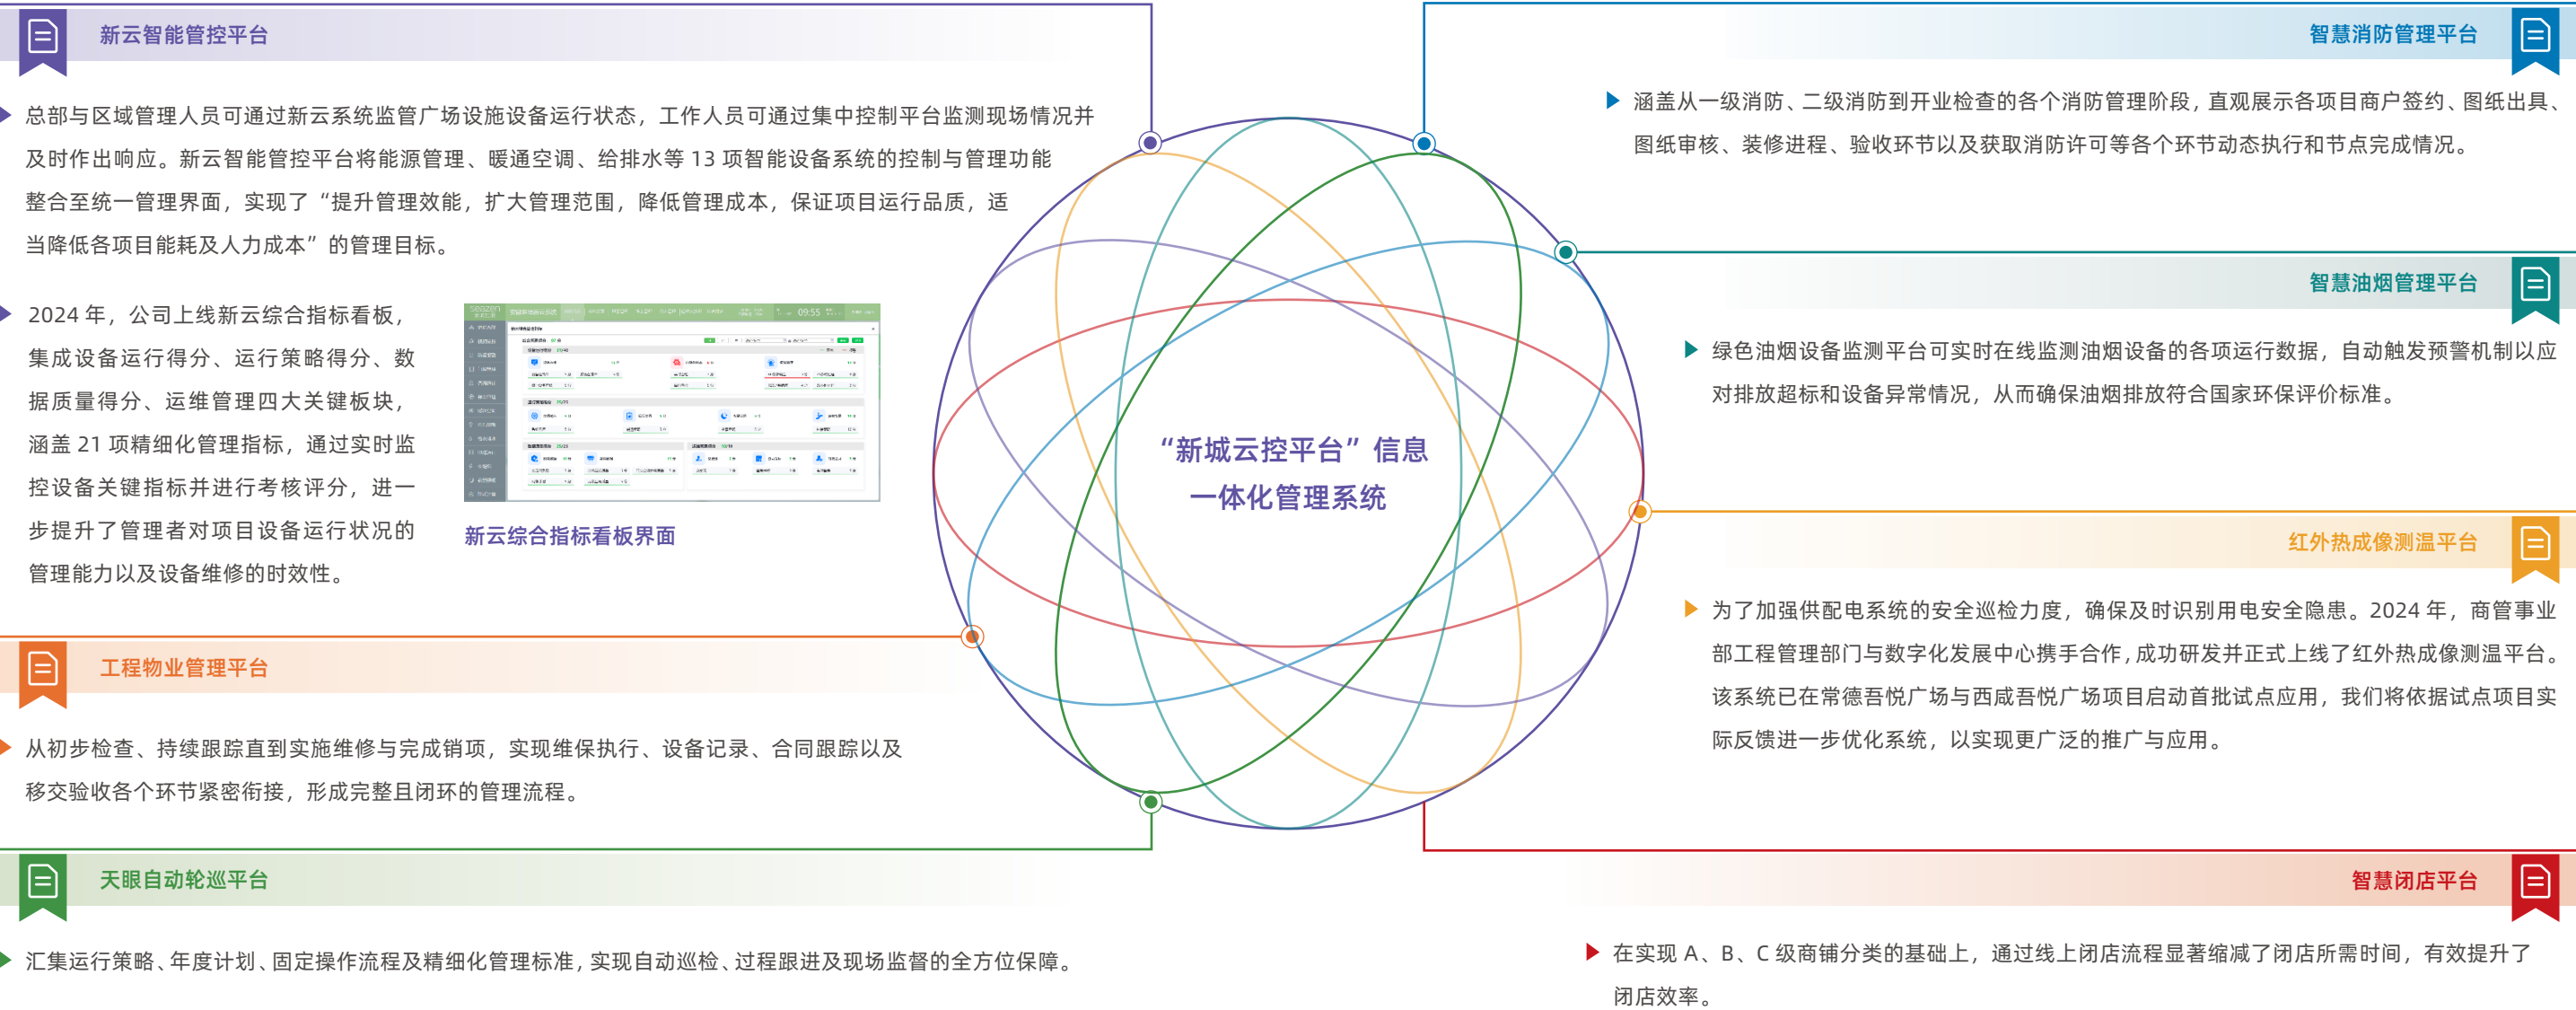 新云智能管控平台
总部与区域管理人员可通过新云系统监管广场设施设备运行状态，工作人员可通过集中控制平台监测现场情况并
及时作出响应。新云智能管控平台将能源管理、暖通空调、给排水等 13 项智能设备系统的控制与管理功能
整合至统一管理界面，实现了“提升管理效能，扩大管理范围，降低管理成本，保证项目运行品质，适
当降低各项目能耗及人力成本”的管理目标。
2024 年，公司上线新云综合指标看板，
集成设备运行得分、运行策略得分、数
据质量得分、运维管理四大关键板块，
涵盖 21 项精细化管理指标，通过实时监
控设备关键指标并进行考核评分，进一
步提升了管理者对项目设备运行状况的
管理能力以及设备维修的时效性。
seazen
09:55
新云综合指标看板界面
工程物业管理平台
从初步检查、持续跟踪直到实施维修与完成销项，实现维保执行、设备记录、合同跟踪以及
移交验收各个环节紧密衔接，形成完整且闭环的管理流程。
天眼自动轮巡平台
汇集运行策略、年度计划、固定操作流程及精细化管理标准，实现自动巡检、过程跟进及现场监督的全方位保障。
“新城云控平台”信息
一体化管理系统
智慧消防管理平台
涵盖从一级消防、二级消防到开业检查的各个消防管理阶段，直观展示各项目商户签约、图纸出具、
图纸审核、装修进程、验收环节以及获取消防许可等各个环节动态执行和节点完成情况。
智慧油烟管理平台
绿色油烟设备监测平台可实时在线监测油烟设备的各项运行数据，自动触发预警机制以应
对排放超标和设备异常情况，从而确保油烟排放符合国家环保评价标准。
红外热成像测温平台
为了加强供配电系统的安全巡检力度，确保及时识别用电安全隐患。2024 年，商管事业
部工程管理部门与数字化发展中心携手合作，成功研发并正式上线了红外热成像测温平台。
该系统已在常德吾悦广场与西咸吾悦广场项目启动首批试点应用，我们将依据试点项目实
际反馈进一步优化系统，以实现更广泛的推广与应用。
智慧闭店平台
在实现 A、B、C 级商铺分类的基础上，通过线上闭店流程显著缩减了闭店所需时间，有效提升了
闭店效率。